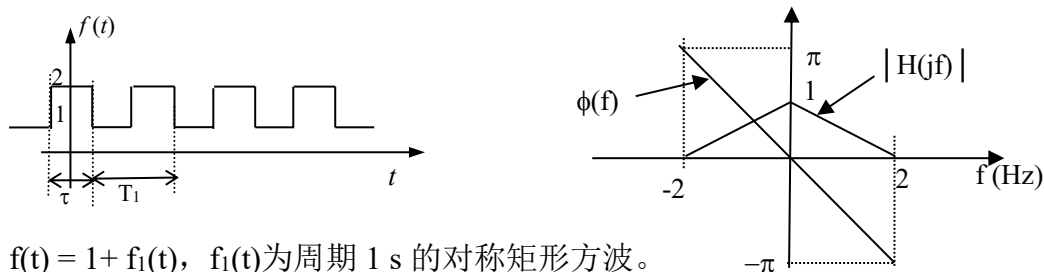 f(t)
2
1
τ
T₁
t
π
|H(jf)|
1
φ(f)
-2
2
f (Hz)
−π
f(t) = 1+ f₁(t)，f₁(t)为周期 1 s 的对称矩形方波。